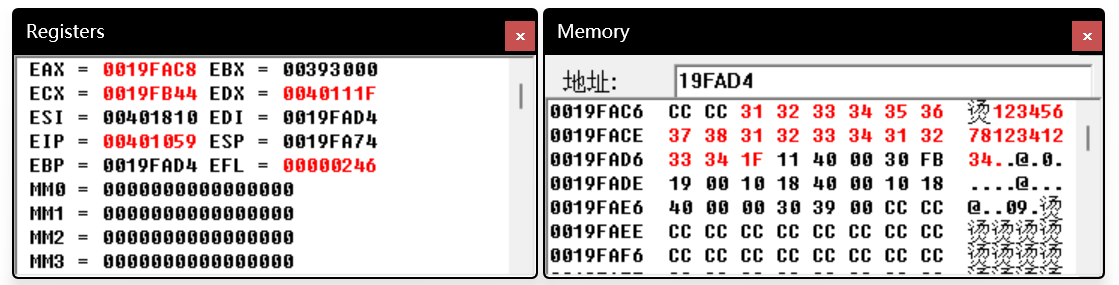 Registers
EAX = 0019FAC8 EBX = 00393000
ECX = 0019FB44 EDX = 0040111F
ESI = 00401810 EDI = 0019FAD4
EIP = 00401059 ESP = 0019FA74
EBP = 0019FAD4 EFL = 00000246
MM0 = 0000000000000000
MM1 = 0000000000000000
MM2 = 0000000000000000
MM3 = 0000000000000000
Memory
地址: 19FAD4
0019FAC6 CC CC 31 32 33 34 35 36 烫123456
0019FACE 37 38 31 32 33 34 31 32 78123412
0019FAD6 33 34 1F 11 40 00 30 FB 34..@.0.
0019FADE 19 00 10 18 40 00 10 18 ....@...
0019FAE6 40 00 00 30 39 00 CC CC @..09.烫
0019FAEE CC CC CC CC CC CC CC CC 烫烫烫烫
0019FAF6 CC CC CC CC CC CC CC CC 烫烫烫烫